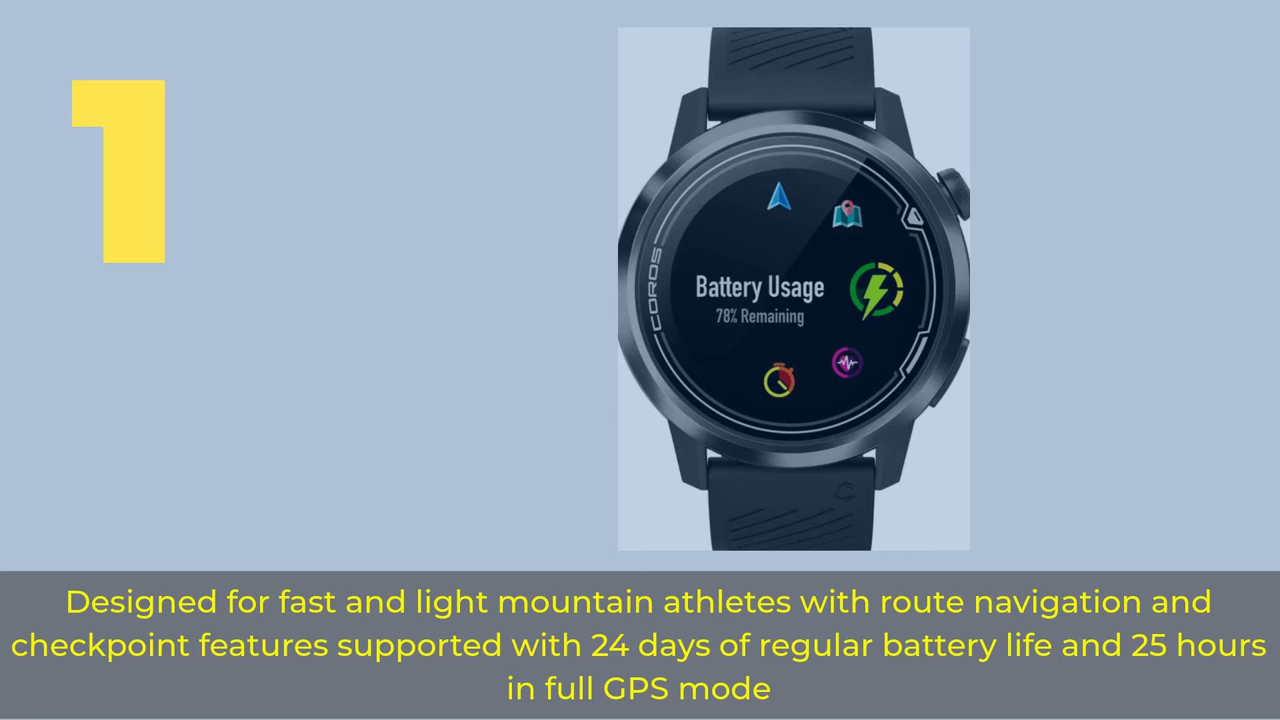 1
COROS
Battery Usage
78% Remaining
Designed for fast and light mountain athletes with route navigation and
checkpoint features supported with 24 days of regular battery life and 25 hours
in full GPS mode